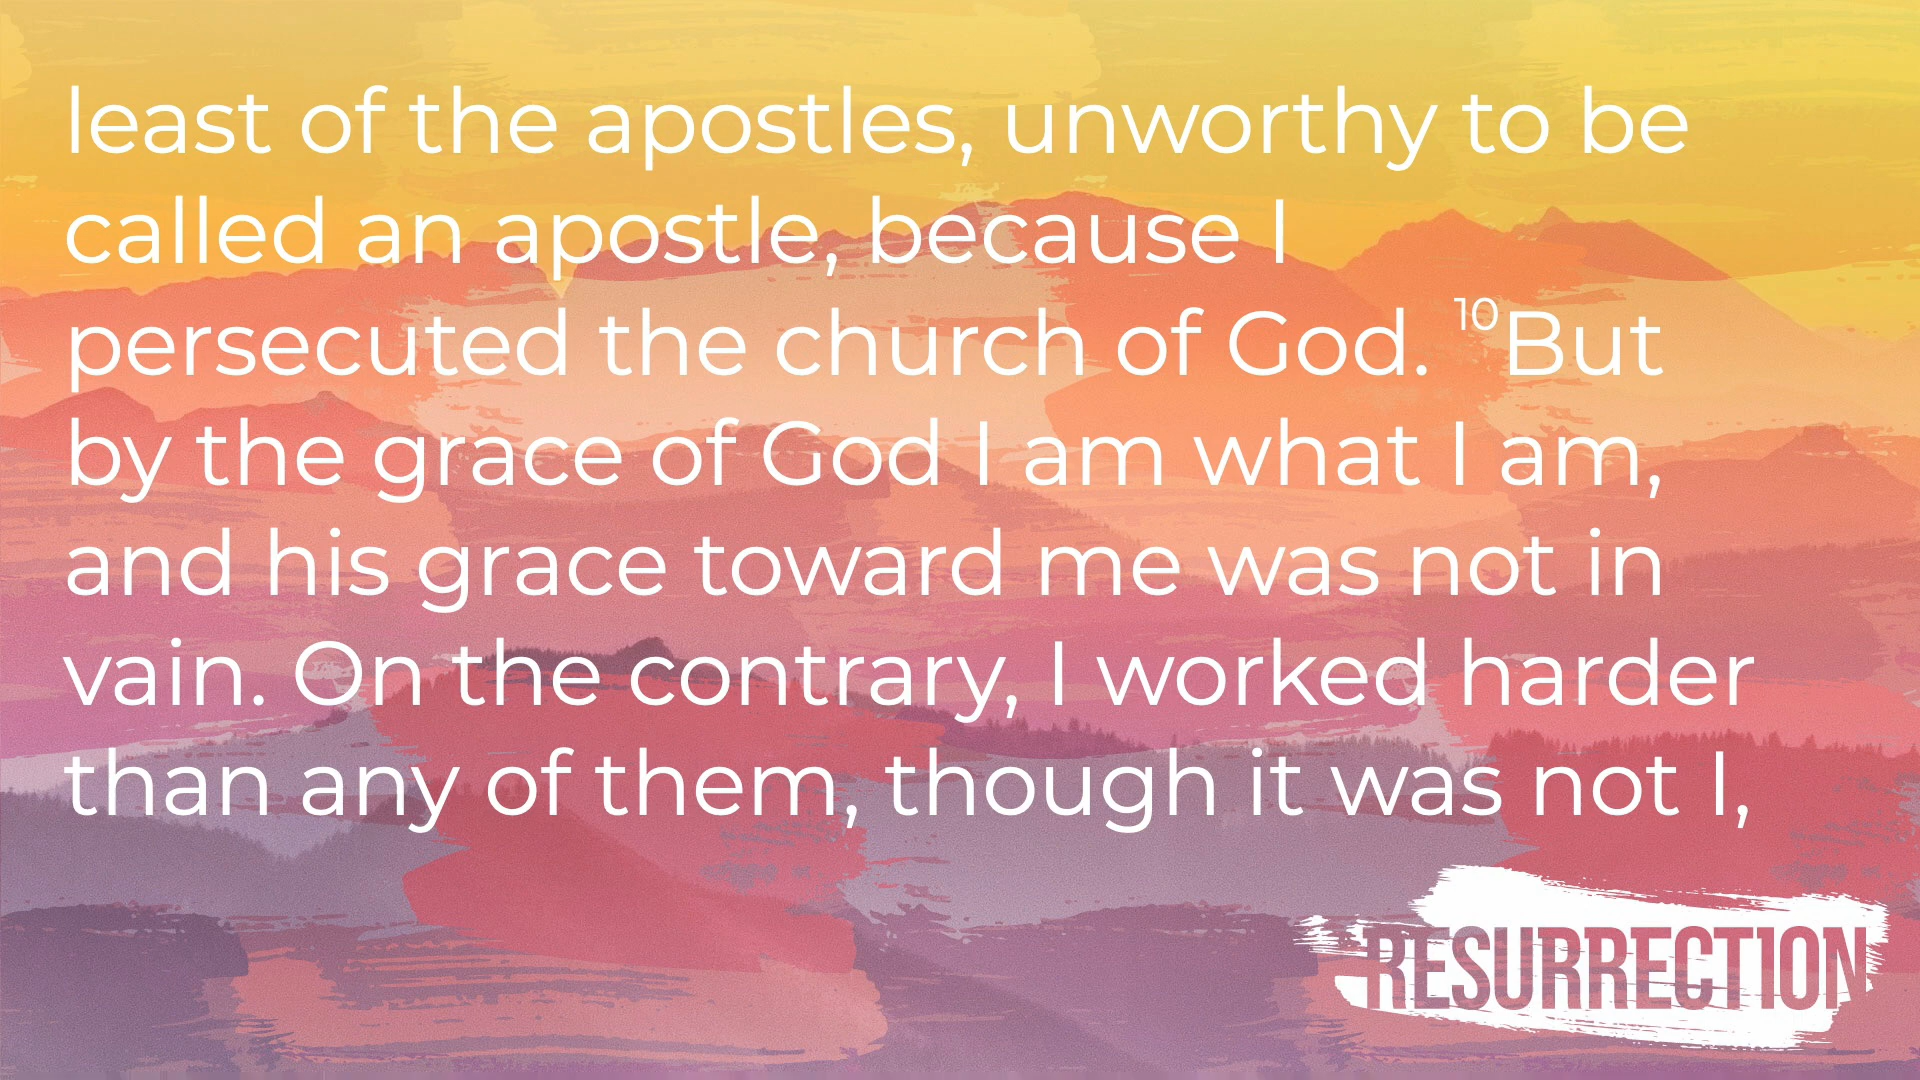 least of the apostles, unworthy to be
called an apostle, because I
persecuted the church of God. ¹⁰But
by the grace of God I am what I am,
and his grace toward me was not in
vain. On the contrary, I worked harder
than any of them, though it was not I,
RESURRECTION